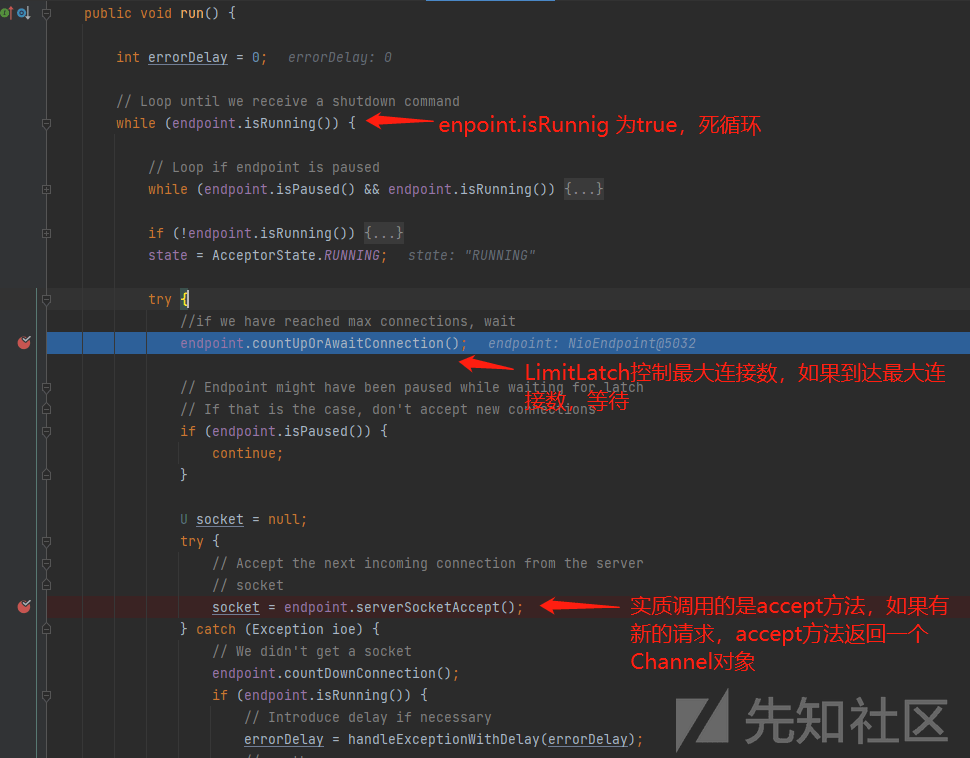 public void run() {
int errorDelay = 0;   errorDelay: 0
// Loop until we receive a shutdown command
while (endpoint.isRunning()) {
enpoint.isRunnig 为true，死循环
// Loop if endpoint is paused
while (endpoint.isPaused() && endpoint.isRunning()) {...}
if (!endpoint.isRunning()) {...}
state = AcceptorState.RUNNING;   state: "RUNNING"
try {
//if we have reached max connections, wait
endpoint.countUpOrAwaitConnection();   endpoint: NioEndpoint@5032
LimitLatch控制最大连接数，如果到达最大连
接数，等待
// Endpoint might have been paused while waiting for latch
// If that is the case, don't accept new connections
if (endpoint.isPaused()) {
continue;
}
U socket = null;
try {
// Accept the next incoming connection from the server
// socket
socket = endpoint.serverSocketAccept();
实质调用的是accept方法，如果有
新的请求，accept方法返回一个
Channel对象
} catch (Exception ioe) {
// We didn't get a socket
endpoint.countDownConnection();
if (endpoint.isRunning()) {
// Introduce delay if necessary
errorDelay = handleExceptionWithDelay(errorDelay);
先知社区